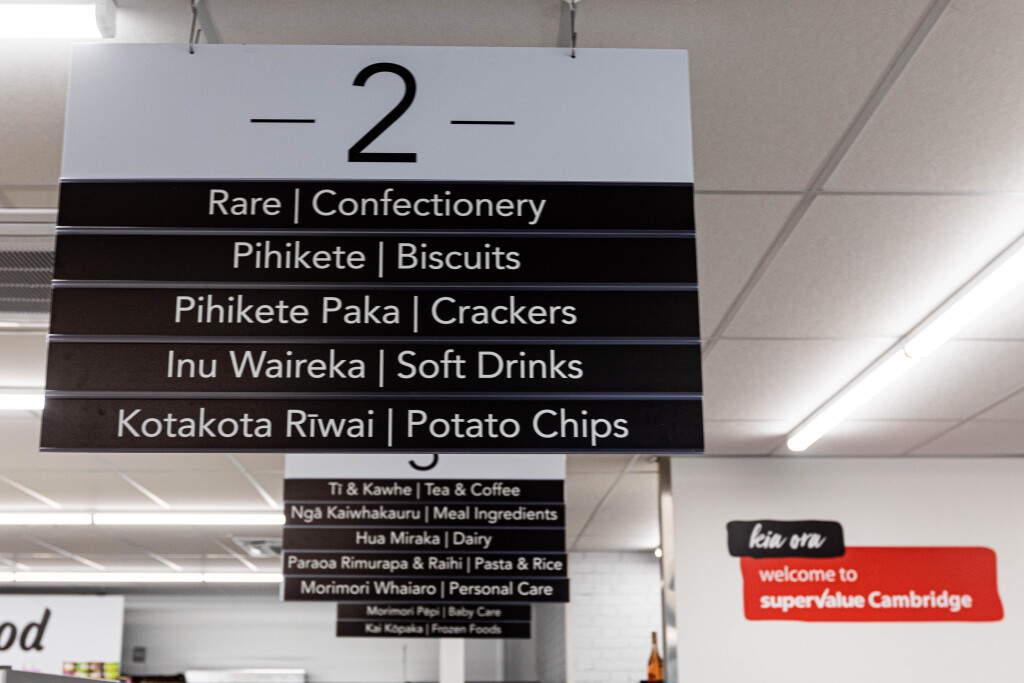 2
Rare | Confectionery
Pihikete | Biscuits
Pihikete Paka | Crackers
Inu Waireka | Soft Drinks
Kotakota Rīwai | Potato Chips
Tī & Kawhe | Tea & Coffee
Ngā Kaiwhakauru | Meal Ingredients
Hua Miraka | Dairy
Paraoa Rimurapa & Raihi | Pasta & Rice
Morimori Whaiaro | Personal Care
Morimori Pēpi | Baby Care
Kai Kōpaka | Frozen Foods
kia ora
welcome to
supervalue Cambridge